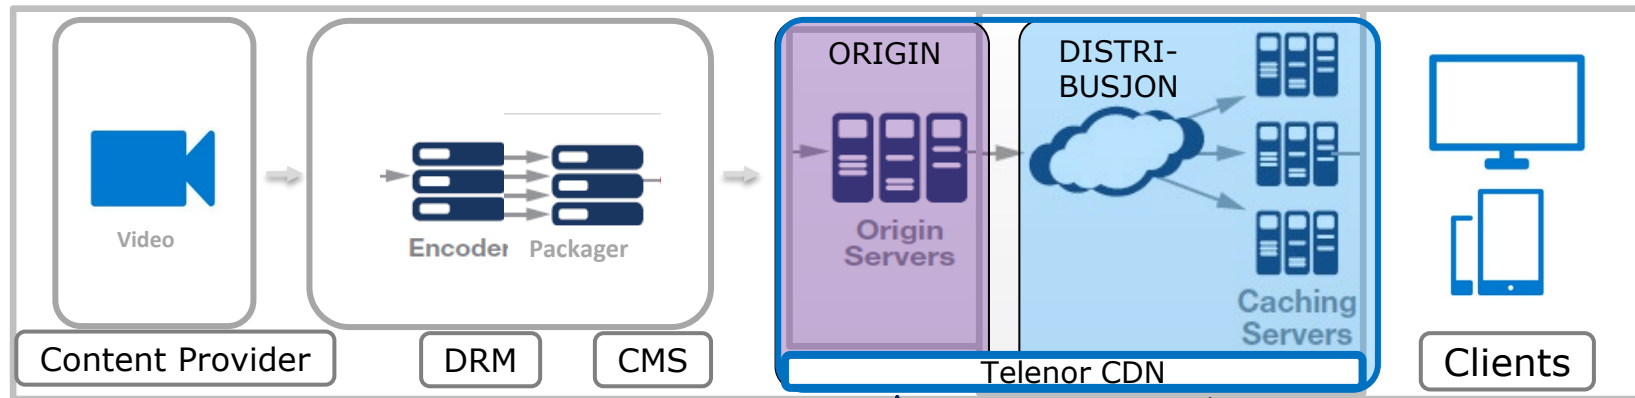 Video
Encoder
Packager
ORIGIN
Origin
Servers
DISTRI-
BUSJON
Caching
Servers
Content Provider
DRM
CMS
Telenor CDN
Clients